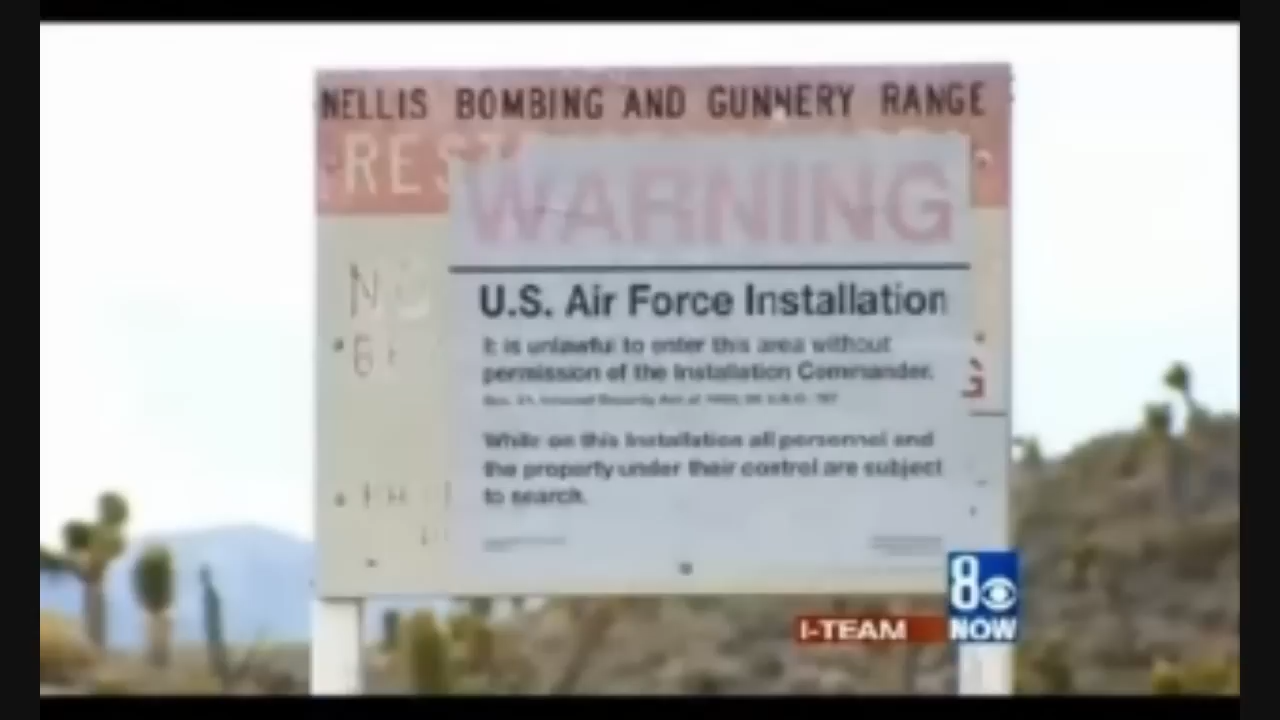 NELLIS BOMBING AND GUNNERY RANGE
WARNING
U.S. Air Force Installation
It is unlawful to enter this area without
permission of the Installation Commander.
While on this Installation all personnel and
the property under their control are subject
to search.
I-TEAM
8
NOW